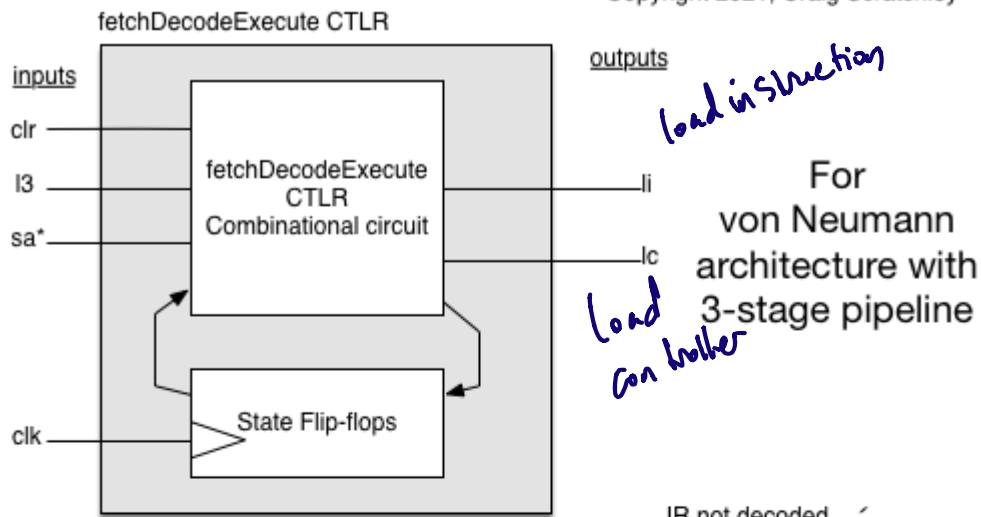 fetchDecodeExecute CTLR
inputs
outputs
load instruction
clr
I3
sa*
clk
fetchDecodeExecute
CTLR
Combinational circuit
State Flip-flops
li
lc
load
controller
For
von Neumann
architecture with
3-stage pipeline
IR not decoded